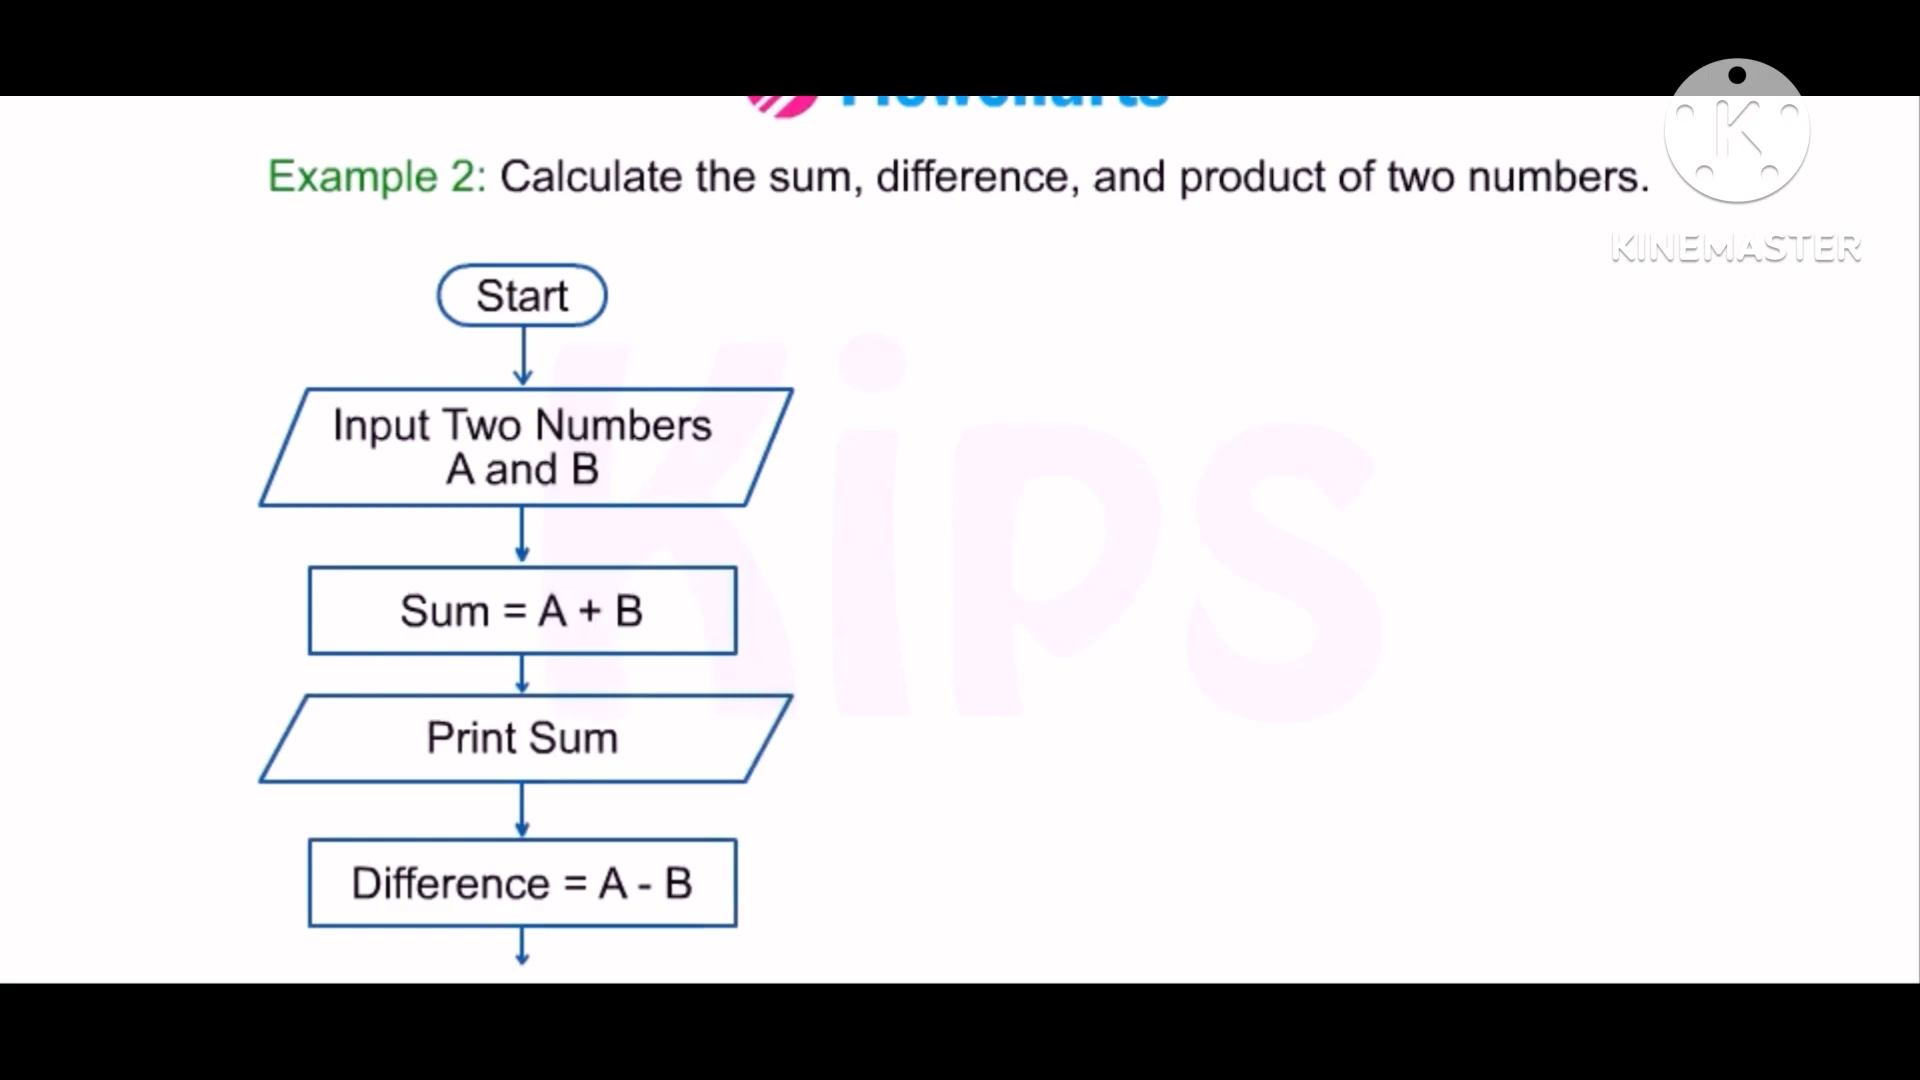 Example 2: Calculate the sum, difference, and product of two numbers.
K
KINEMASTER
Start
Input Two Numbers
A and B
Sum = A + B
Print Sum
Difference = A - B
Kips